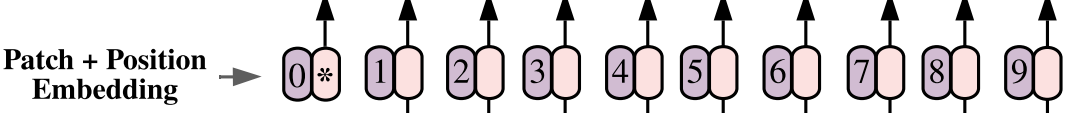 Patch + Position
Embedding
0 * 1 2 3 4 5 6 7 8 9